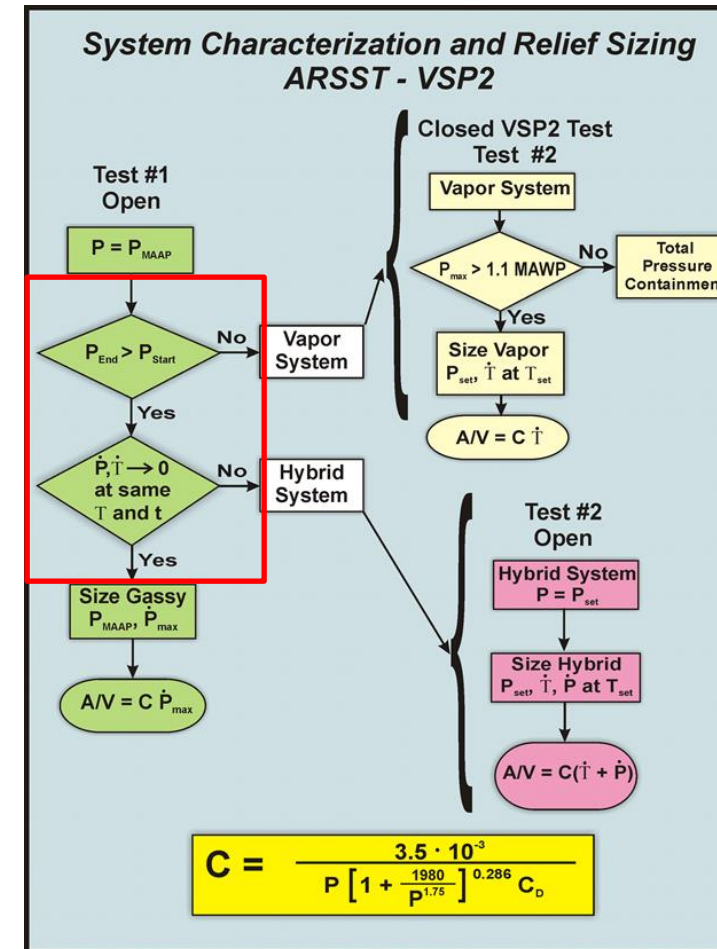 System Characterization and Relief Sizing
ARSST - VSP2
Test #1
Open
P = P_MAAP
P_End > P_Start
No
Vapor
System
Yes
Ṗ,Ṫ → 0
at same
T and t
No
Hybrid
System
Yes
Size Gassy
P_MAAP, Ṗ_max
A/V = C Ṗ_max
Closed VSP2 Test
Test #2
Vapor System
P_max > 1.1 MAWP
No
Total
Pressure
Containmen
Yes
Size Vapor
P_set, Ṫ at T_set
A/V = C Ṫ
Test #2
Open
Hybrid System
P = P_set
Size Hybrid
P_set, Ṫ, Ṗ at T_set
A/V = C(Ṫ + Ṗ)
C = 3.5 · 10⁻³ / P [1 + 1980/P^1.75]^0.286 C_D